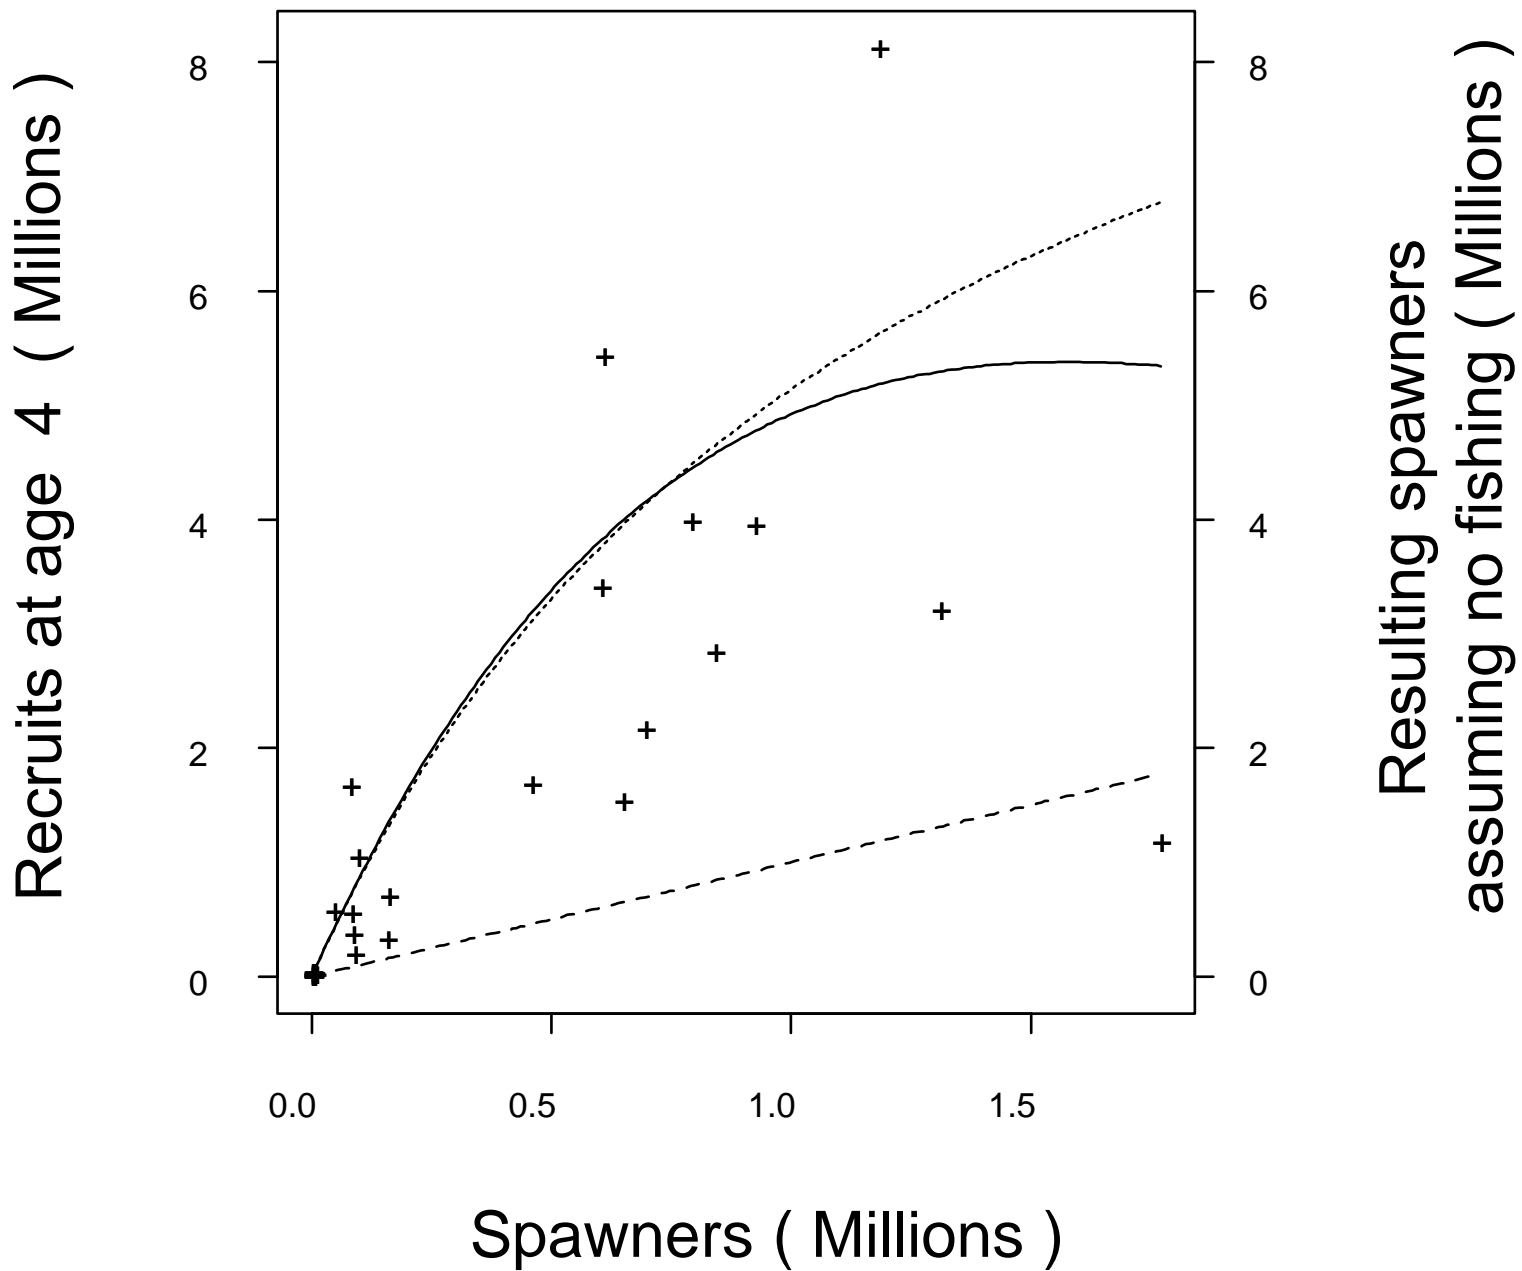 Recruits at age 4 ( Millions )
8
6
4
2
0
8
6
4
2
0
Resulting spawners
assuming no fishing ( Millions )
0.0 0.5 1.0 1.5
Spawners ( Millions )